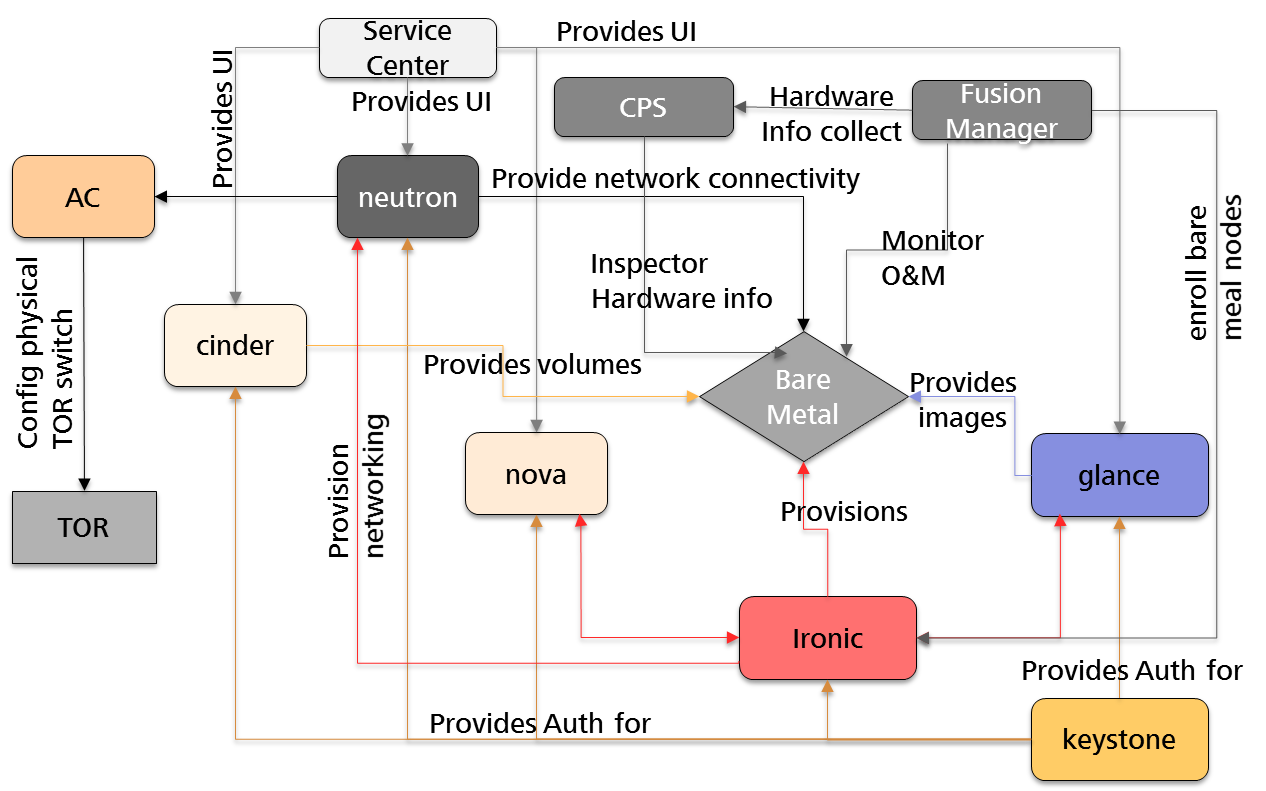 Service
Center
Provides UI
Provides UI
Provides UI
CPS
Hardware
Info collect
Fusion
Manager
AC
neutron
Provide network connectivity
Monitor
O&M
enroll bare
meal nodes
Inspector
Hardware info
Config physical
TOR switch
cinder
Provides volumes
Bare
Metal
Provides
images
nova
glance
Provision
networking
Provisions
TOR
Ironic
Provides Auth for
Provides Auth for
keystone